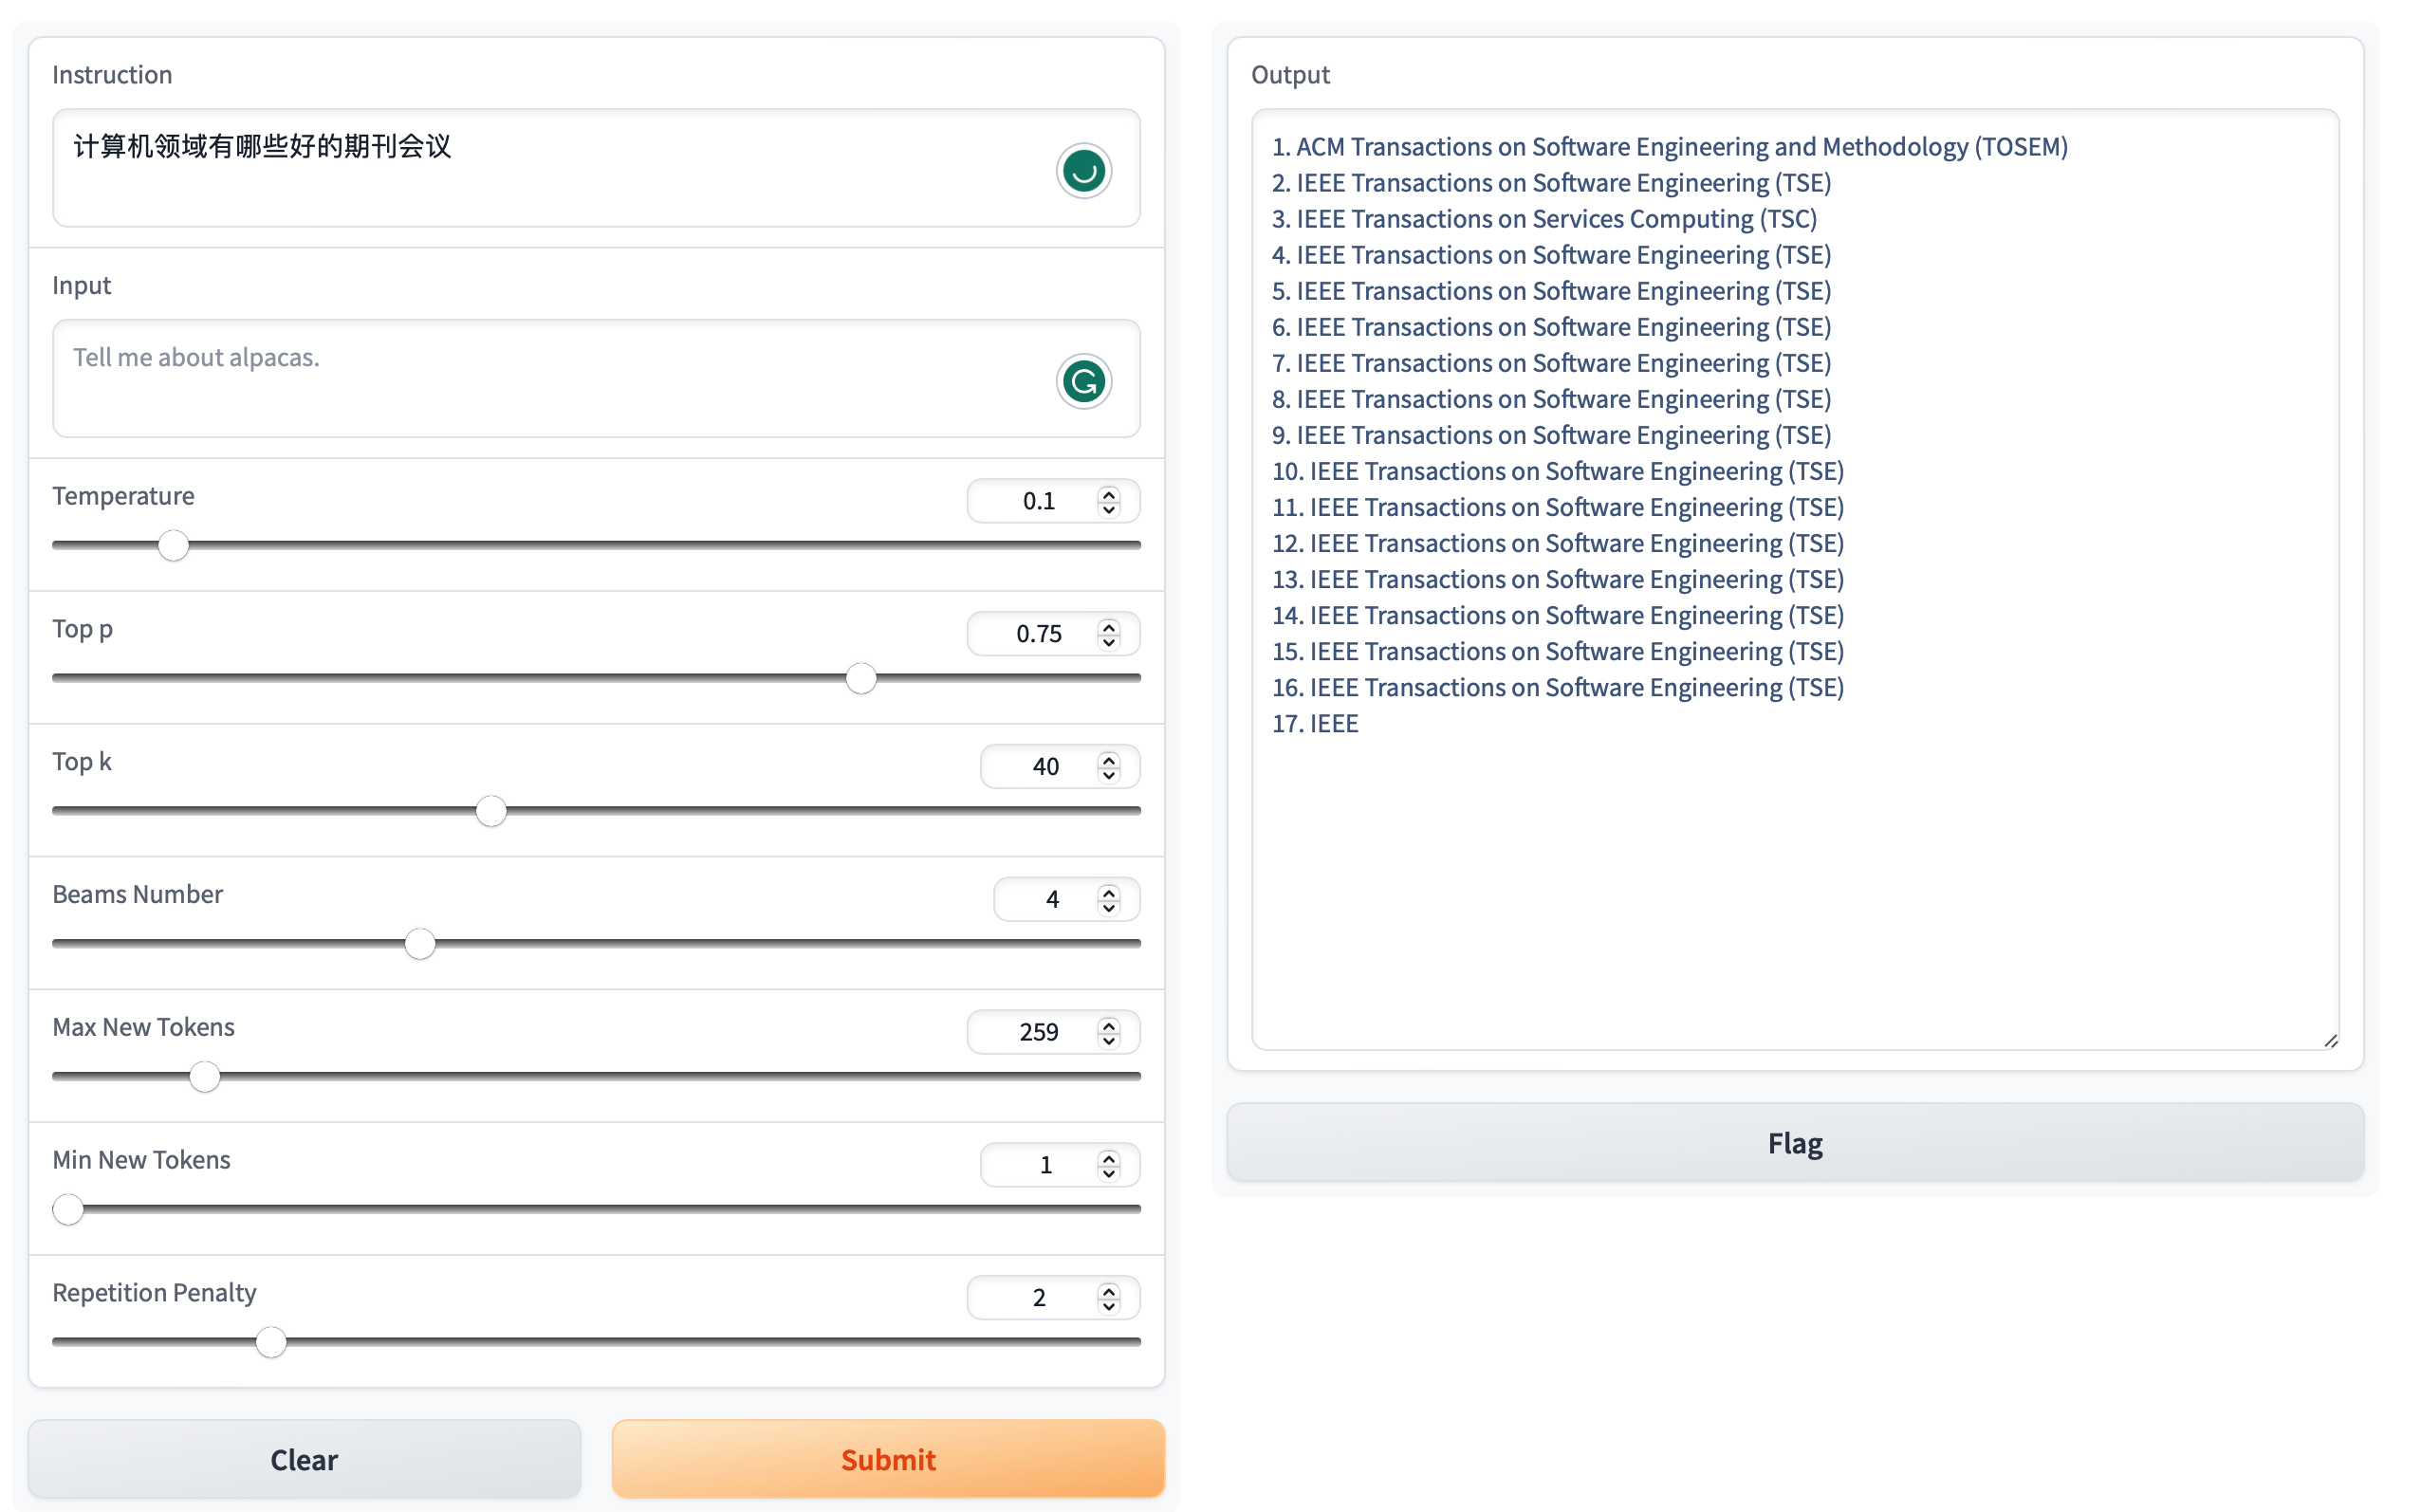 Instruction
计算机领域有哪些好的期刊会议
Input
Tell me about alpacas.
Temperature
0.1
Top p
0.75
Top k
40
Beams Number
4
Max New Tokens
259
Min New Tokens
1
Repetition Penalty
2
Clear
Submit
Output
1. ACM Transactions on Software Engineering and Methodology (TOSEM)
2. IEEE Transactions on Software Engineering (TSE)
3. IEEE Transactions on Services Computing (TSC)
4. IEEE Transactions on Software Engineering (TSE)
5. IEEE Transactions on Software Engineering (TSE)
6. IEEE Transactions on Software Engineering (TSE)
7. IEEE Transactions on Software Engineering (TSE)
8. IEEE Transactions on Software Engineering (TSE)
9. IEEE Transactions on Software Engineering (TSE)
10. IEEE Transactions on Software Engineering (TSE)
11. IEEE Transactions on Software Engineering (TSE)
12. IEEE Transactions on Software Engineering (TSE)
13. IEEE Transactions on Software Engineering (TSE)
14. IEEE Transactions on Software Engineering (TSE)
15. IEEE Transactions on Software Engineering (TSE)
16. IEEE Transactions on Software Engineering (TSE)
17. IEEE
Flag